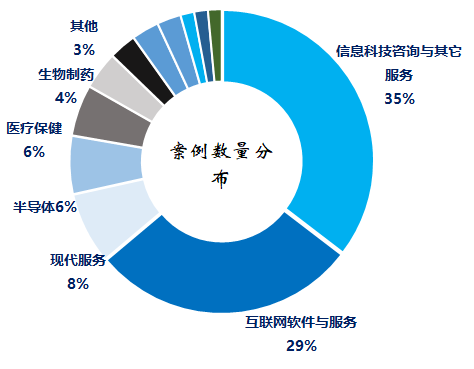 其他
3%
生物制药
4%
医疗保健
6%
半导体6%
现代服务
8%
案例数量分
布
信息科技咨询与其它
服务
35%
互联网软件与服务
29%